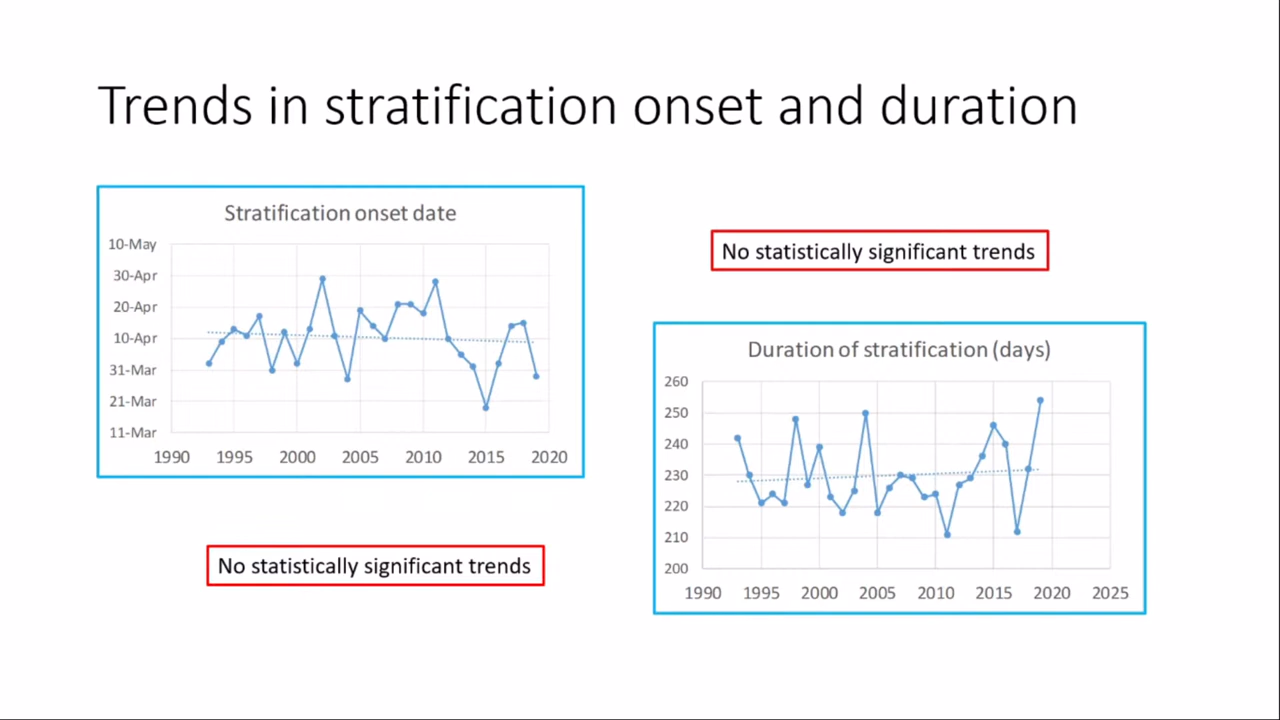 Trends in stratification onset and duration
Stratification onset date
10-May
30-Apr
20-Apr
10-Apr
31-Mar
21-Mar
11-Mar
1990 1995 2000 2005 2010 2015 2020
No statistically significant trends
No statistically significant trends
Duration of stratification (days)
260
250
240
230
220
210
200
1990 1995 2000 2005 2010 2015 2020 2025